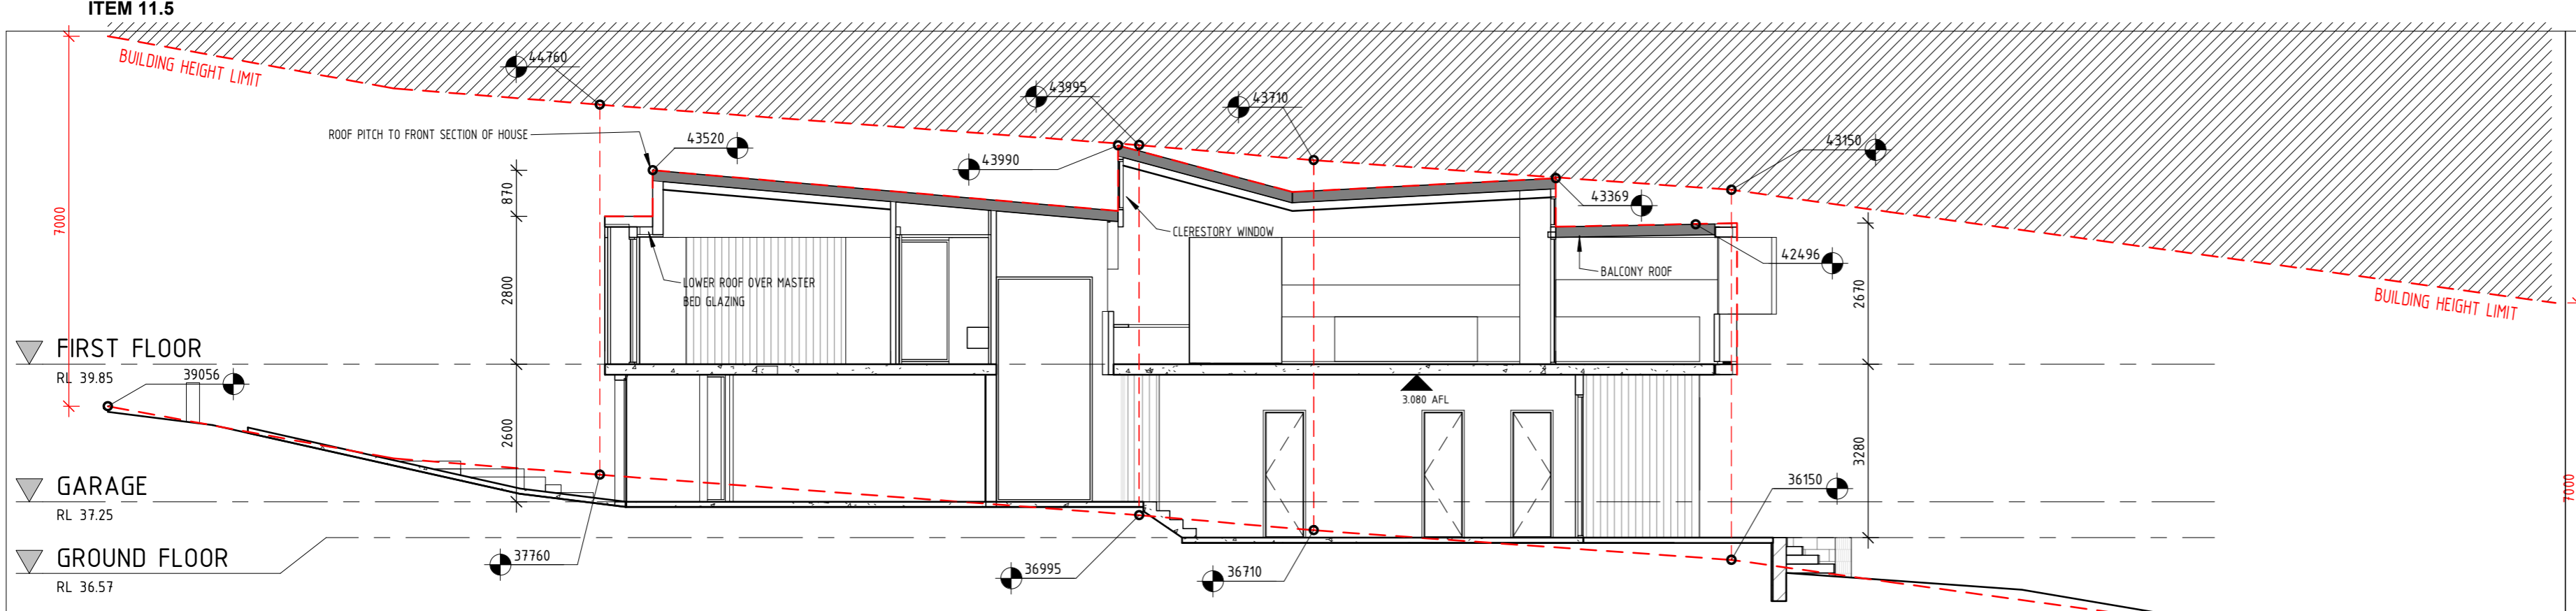 ITEM 11.5
BUILDING HEIGHT LIMIT
44760
43995
43710
43150
ROOF PITCH TO FRONT SECTION OF HOUSE
43520
43990
43369
870
7000
CLERESTORY WINDOW
42496
BALCONY ROOF
LOWER ROOF OVER MASTER
BED GLAZING
2800
2670
BUILDING HEIGHT LIMIT
FIRST FLOOR
RL 39.85
39056
3.080 AFL
2600
3280
GARAGE
RL 37.25
36150
7000
GROUND FLOOR
RL 36.57
37760
36995
36710